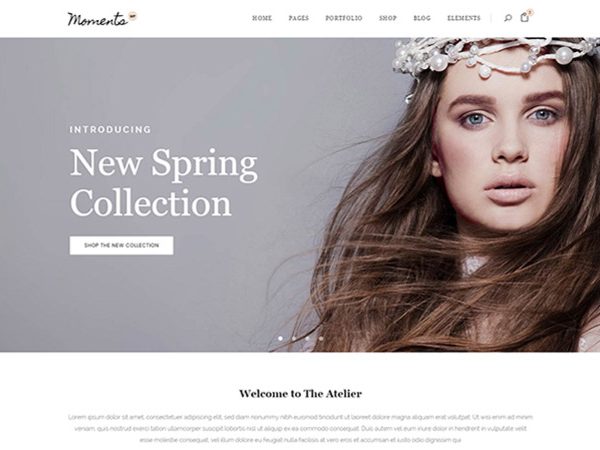 Moments
HOME PAGES PORTFOLIO SHOP BLOG ELEMENTS
INTRODUCING
New Spring
Collection
SHOP THE NEW COLLECTION
Welcome to The Atelier
Lorem ipsum dolor sit amet, consectetuer adipiscing elit, sed diam nonummy nibh euismod tincidunt ut laoreet dolore magna aliquam erat volutpat. Ut wisi enim ad minim
veniam, quis nostrud exerci tation ullamcorper suscipit lobortis nisl ut aliquip ex ea commodo consequat. Duis autem vel eum iriure dolor in hendrerit in vulputate velit
esse molestie consequat, vel illum dolore eu feugiat nulla facilisis at vero eros et accumsan et iusto odio dignissim qui